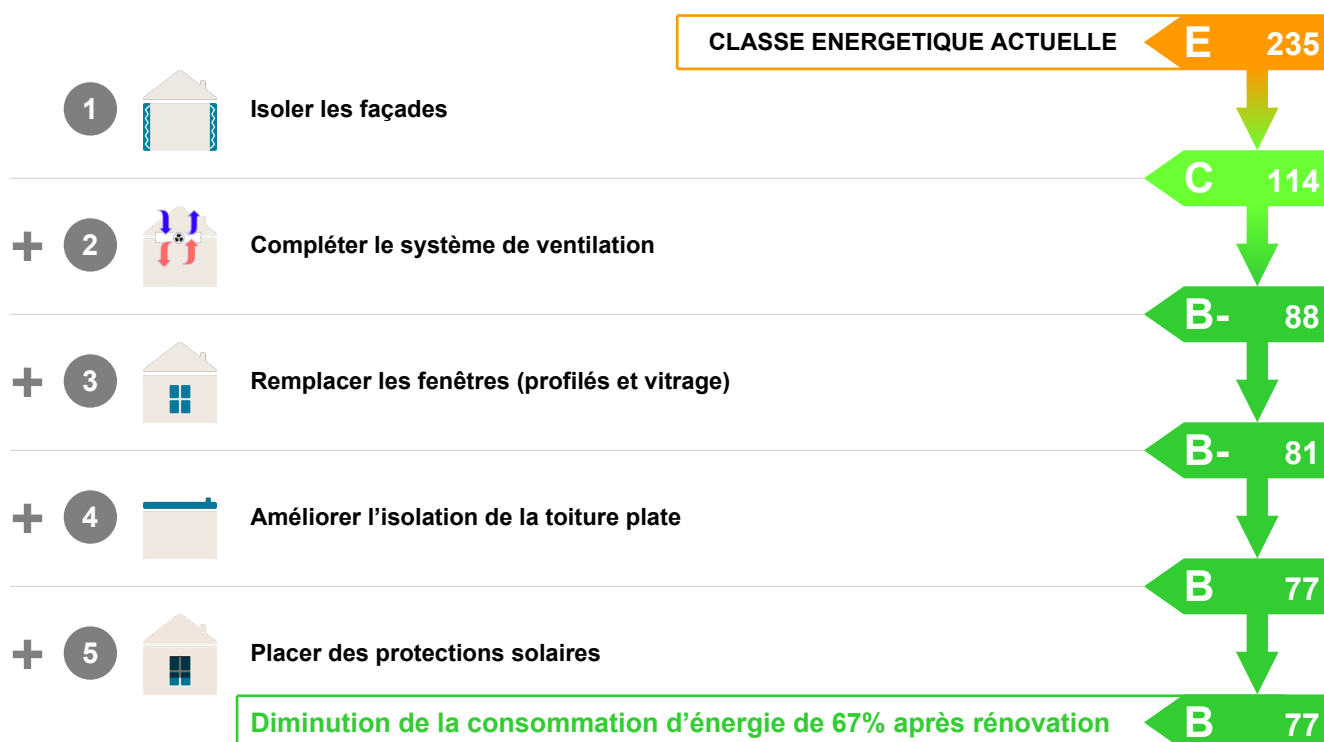 CLASSE ENERGETIQUE ACTUELLE E 235
1 Isoler les façades
C 114
+ 2 Compléter le système de ventilation
B- 88
+ 3 Remplacer les fenêtres (profilés et vitrage)
B- 81
+ 4 Améliorer l’isolation de la toiture plate
B 77
+ 5 Placer des protections solaires
Diminution de la consommation d’énergie de 67% après rénovation B 77